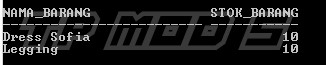 NAMA_BARANG STOK_BARANG
Dress Sofia 10
Legging 10